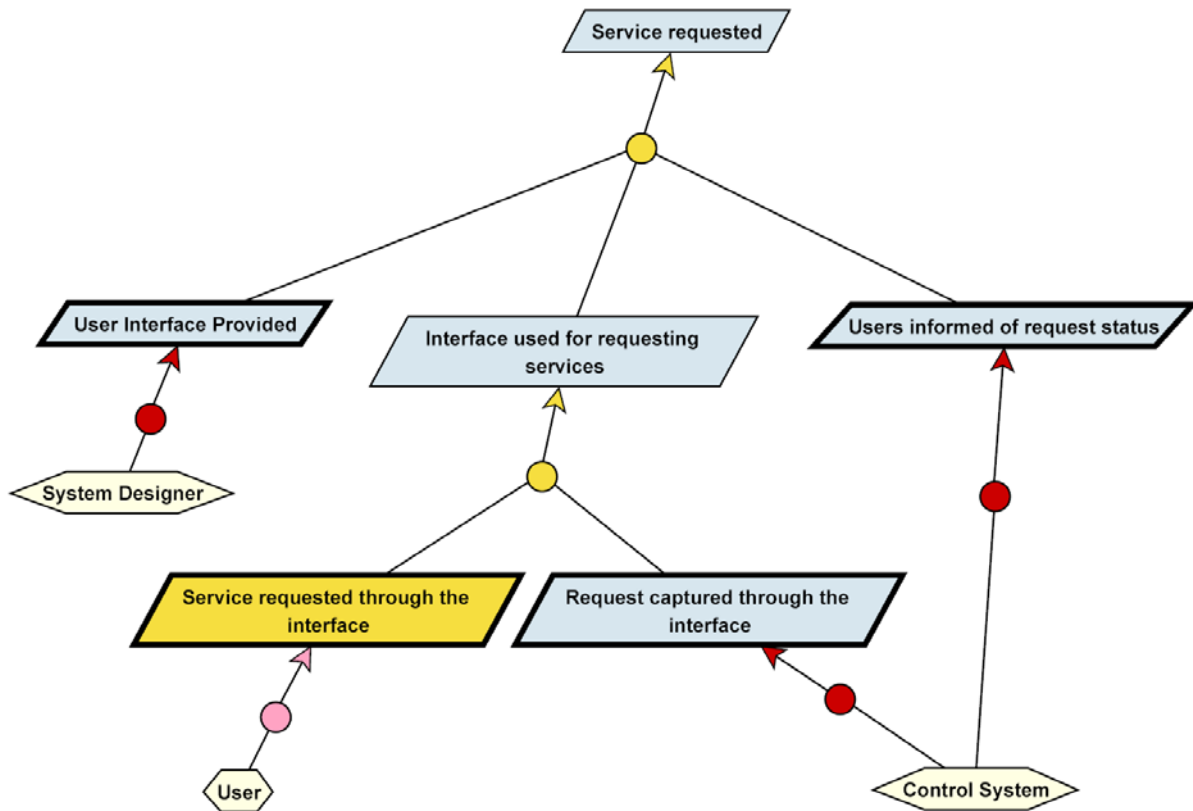 Service requested
User Interface Provided
Interface used for requesting
services
Users informed of request status
System Designer
Service requested through the
interface
Request captured through the
interface
User
Control System